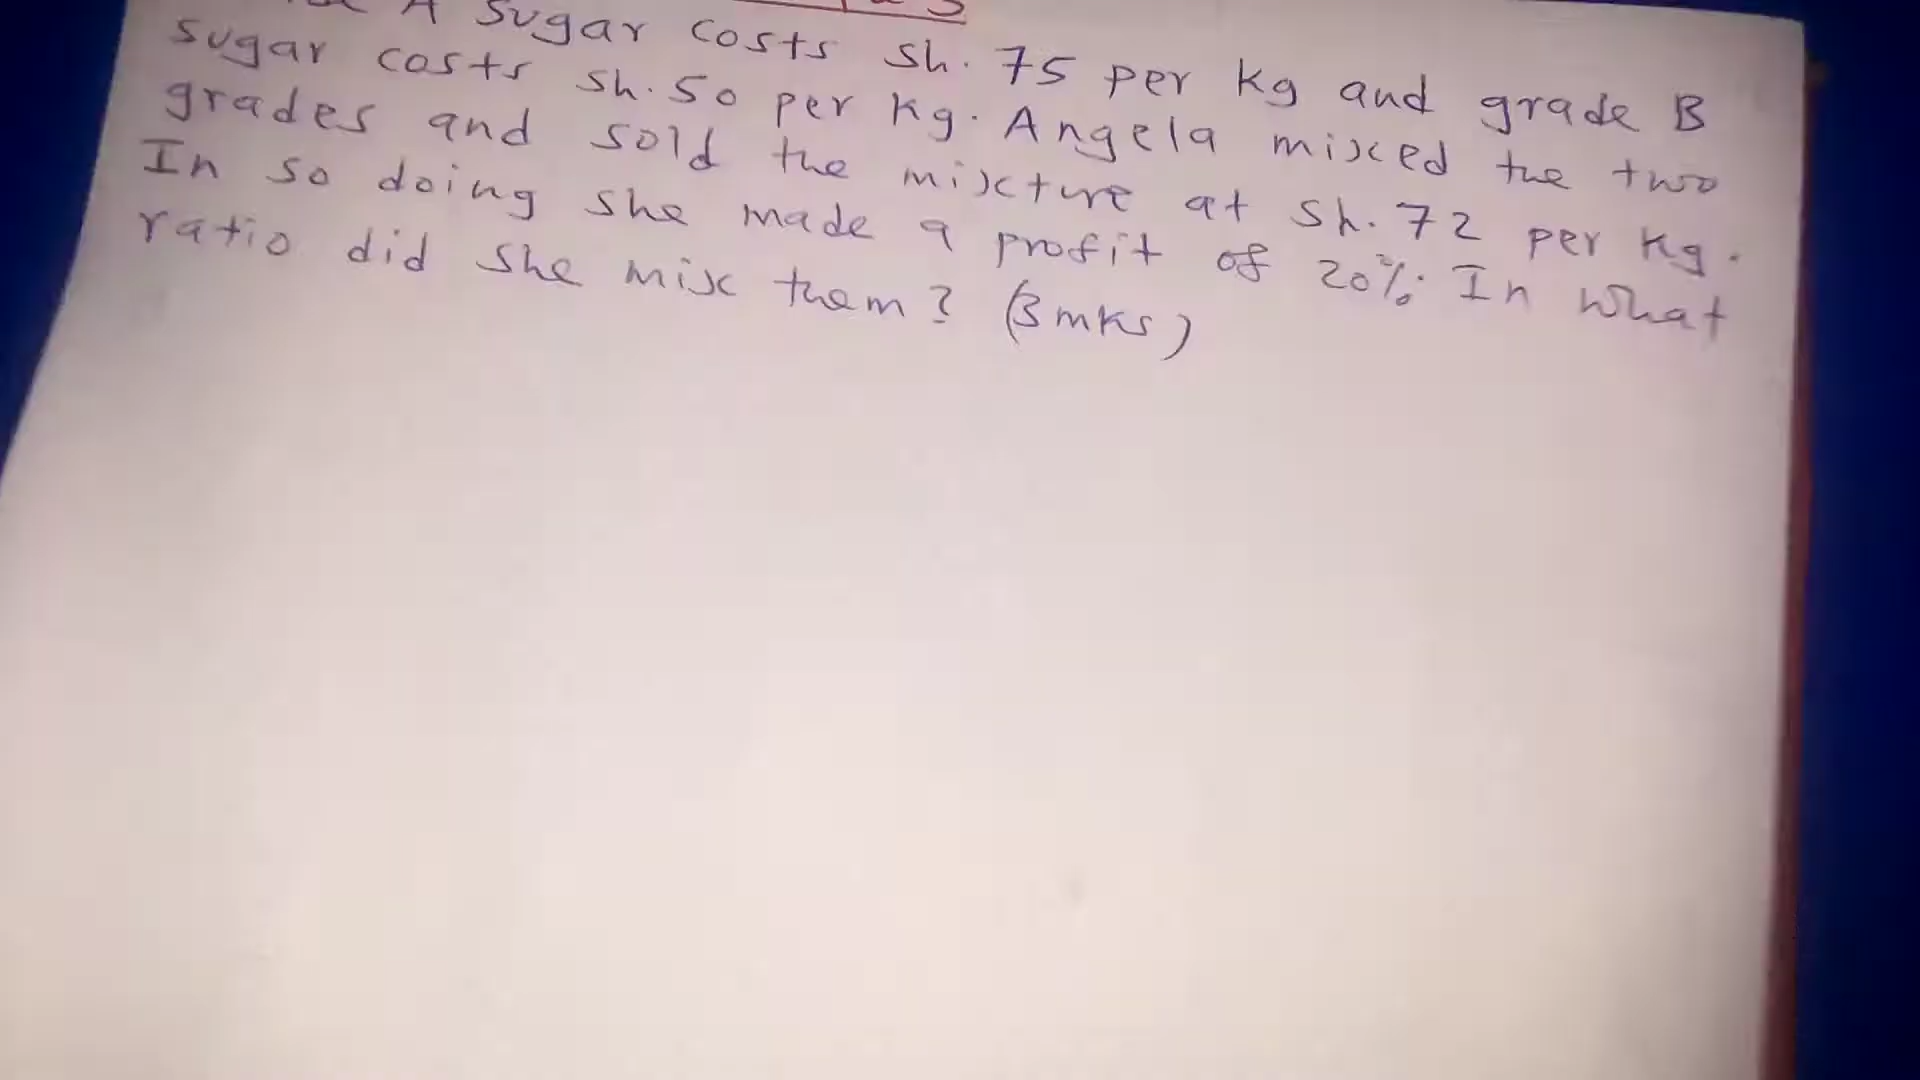 A sugar costs sh. 75 per kg and grade B
sugar costs sh. 50 per kg. Angela mixed the two
grades and sold the mixture at sh. 72 per kg.
In so doing she made a profit of 20%. In what
ratio did she mix them? (3mks)